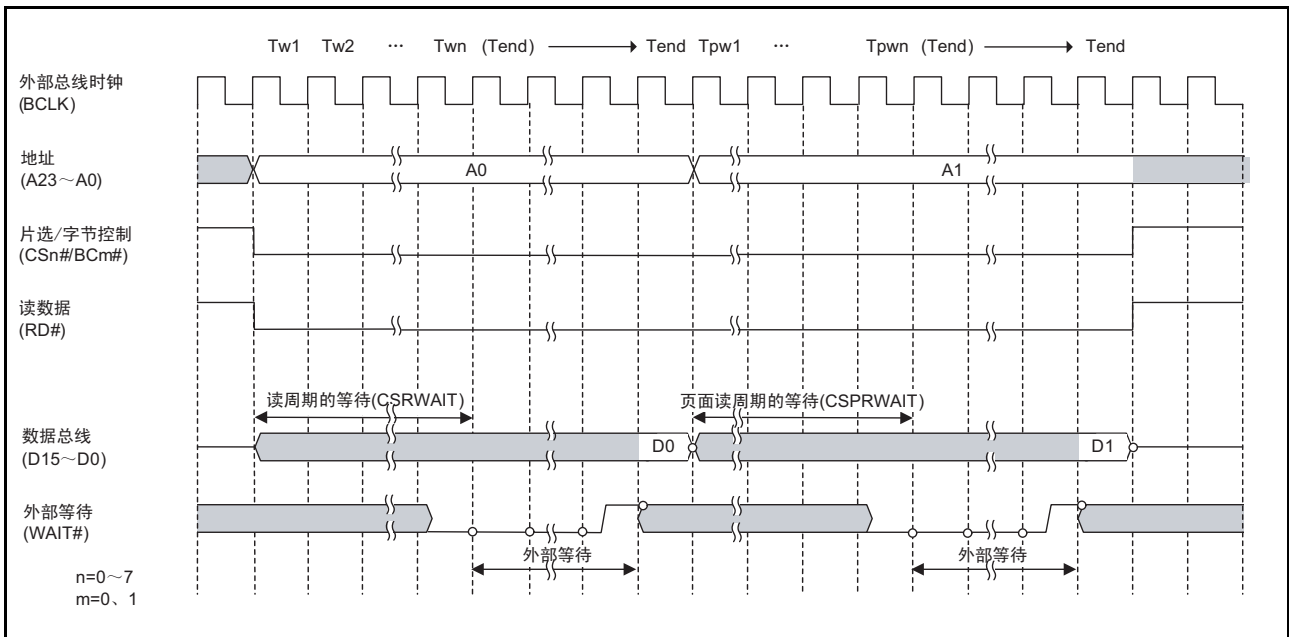 Tw1 Tw2 … Twn (Tend) Tend Tpw1 … Tpwn (Tend) Tend
外部总线时钟
(BCLK)
地址
(A23～A0)
A0 A1
片选/字节控制
(CSn#/BCm#)
读数据
(RD#)
读周期的等待(CSRWAIT) 页面读周期的等待(CSPRWAIT)
数据总线
(D15～D0)
D0 D1
外部等待
(WAIT#)
外部等待 外部等待
n=0～7
m=0、1